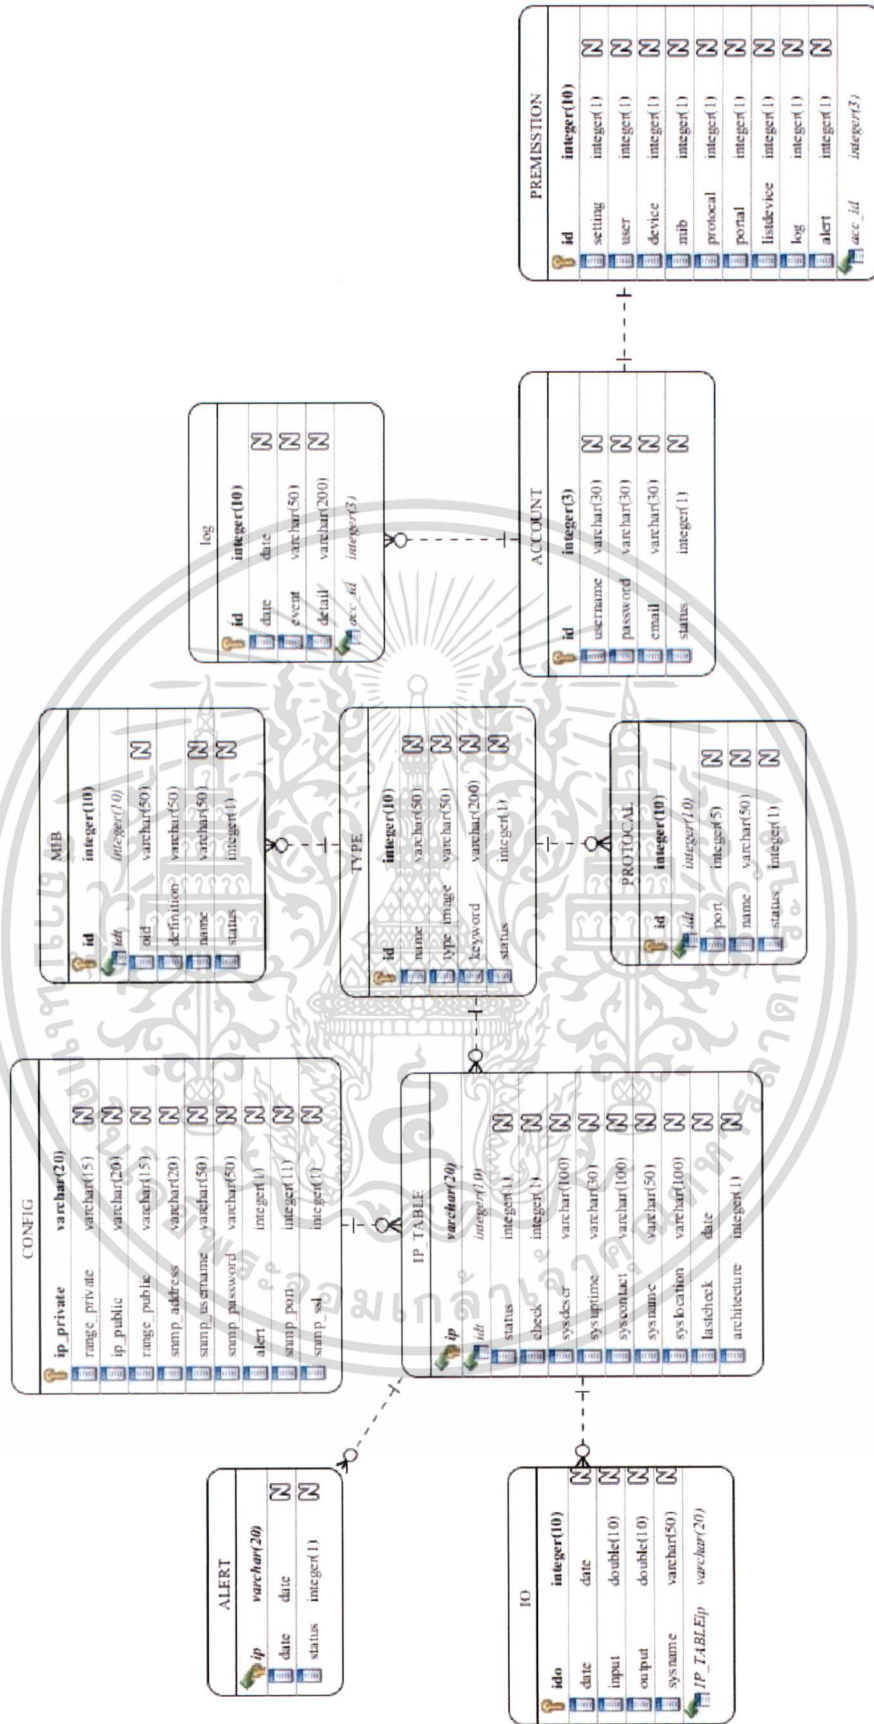 ALERT
ip varchar(20)
date date N
status integer(1) N
IO
ido integer(10)
date date N
input double(10) N
output double(10) N
sysname varchar(50) N
IP_TABLEip varchar(20)
CONFIG
ip_private varchar(20)
range_private varchar(15) N
ip_public varchar(20) N
range_public varchar(15) N
snmp_address varchar(20) N
snmp_username varchar(50) N
snmp_password varchar(50) N
alert integer(1) N
snmp_port integer(11) N
snmp_ssl integer(1) N
IP_TABLE
ip varchar(20)
idt integer(10)
status integer(1) N
check integer(1) N
sysdescr varchar(100) N
sysuptime varchar(30) N
syscontact varchar(100) N
sysname varchar(50) N
syslocation varchar(100) N
lastcheck date N
architecture integer(1) N
MIB
id integer(10)
idt integer(10)
oid varchar(50) N
definition varchar(50)
name varchar(50) N
status integer(1) N
TYPE
id integer(10)
name varchar(50) N
type_image varchar(50) N
keyword varchar(200) N
status integer(1) N
PROTOCAL
id integer(10)
idt integer(10)
port integer(5) N
name varchar(50) N
status integer(1) N
log
id integer(10)
date date N
event varchar(50) N
detail varchar(200) N
acc_id integer(3)
ACCOUNT
id integer(3)
username varchar(30) N
password varchar(30) N
email varchar(30) N
status integer(1) N
PREMISSTION
id integer(10)
setting integer(1) N
user integer(1) N
device integer(1) N
mib integer(1) N
protocal integer(1) N
portal integer(1) N
listdevice integer(1) N
log integer(1) N
alert integer(1) N
acc_id integer(3)